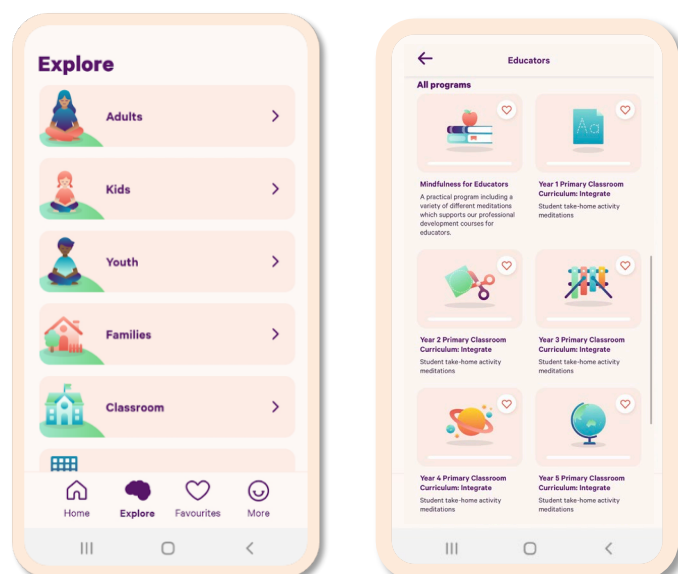 Explore
Adults
Kids
Youth
Families
Classroom
Home
Explore
Favourites
More
Educators
All programs
Aa
Mindfulness for Educators
A practical program including a
variety of different meditations
which supports our professional
development courses for
educators.
Year 1 Primary Classroom
Curriculum: Integrate
Student take-home activity
meditations
Year 2 Primary Classroom
Curriculum: Integrate
Student take-home activity
meditations
Year 3 Primary Classroom
Curriculum: Integrate
Student take-home activity
meditations
Year 4 Primary Classroom
Curriculum: Integrate
Student take-home activity
meditations
Year 5 Primary Classroom
Curriculum: Integrate
Student take-home activity
meditations